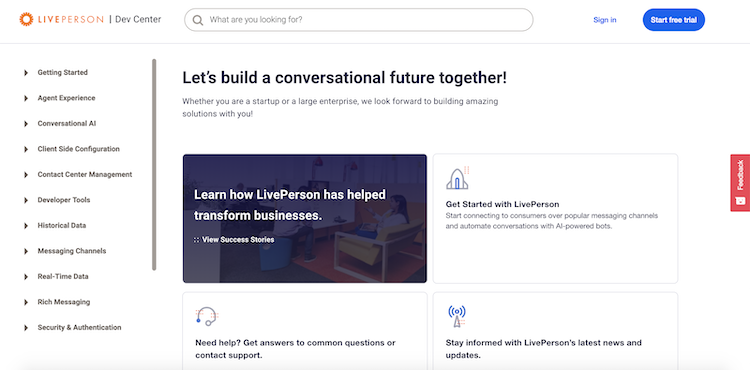 LIVEPERSON | Dev Center
What are you looking for?
Sign in
Start free trial
Getting Started
Agent Experience
Conversational AI
Client Side Configuration
Contact Center Management
Developer Tools
Historical Data
Messaging Channels
Real-Time Data
Rich Messaging
Security & Authentication
Let's build a conversational future together!
Whether you are a startup or a large enterprise, we look forward to building amazing
solutions with you!
Learn how LivePerson has helped
transform businesses.
:: View Success Stories
Get Started with LivePerson
Start connecting to consumers over popular messaging channels
and automate conversations with AI-powered bots.
Need help? Get answers to common questions or
contact support.
Stay informed with LivePerson's latest news and
updates.
Feedback